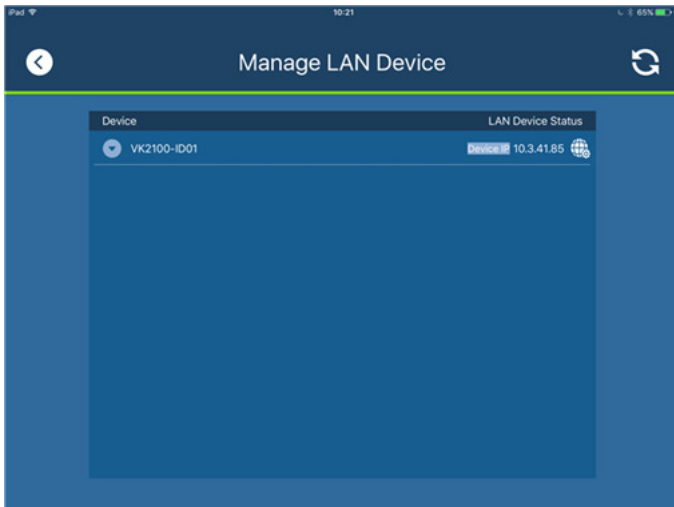 iPad 10:21 65%
Manage LAN Device
Device LAN Device Status
VK2100-ID01 Device IP 10.3.41.85